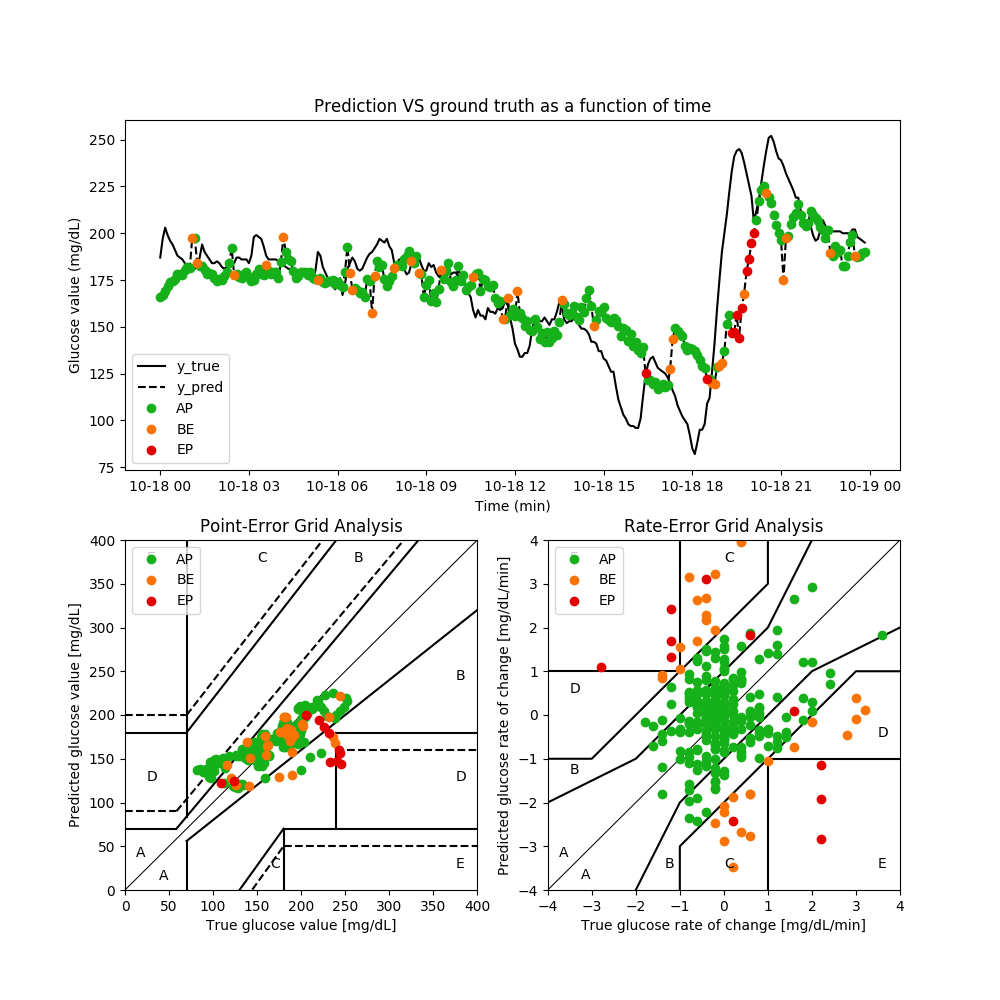 Prediction VS ground truth as a function of time
Glucose value (mg/dL)
250
225
200
175
150
125
100
75
y_true
y_pred
AP
BE
EP
10-18 00 10-18 03 10-18 06 10-18 09 10-18 12 10-18 15 10-18 18 10-18 21 10-19 00
Time (min)
Point-Error Grid Analysis
Predicted glucose value [mg/dL]
400
350
300
250
200
150
100
50
0
AP
BE
EP
C
B
B
D
D
A
A
C
E
0 50 100 150 200 250 300 350 400
True glucose value [mg/dL]
Rate-Error Grid Analysis
Predicted glucose rate of change [mg/dL/min]
4
3
2
1
0
−1
−2
−3
−4
AP
BE
EP
C
D
D
B
A
A
B
C
E
−4 −3 −2 −1 0 1 2 3 4
True glucose rate of change [mg/dL/min]